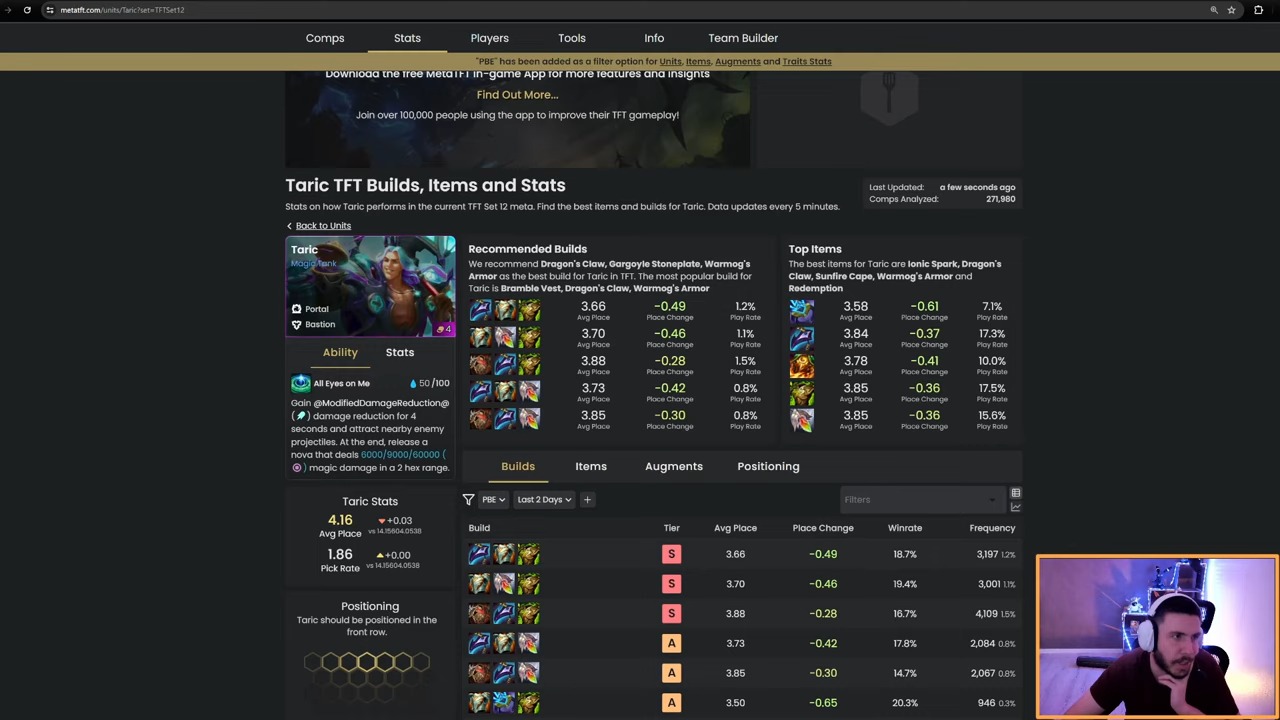 metatft.com/units/Taric?set=TFTSet12
Comps Stats Players Tools Info Team Builder
"PBE" has been added as a filter option for Units, Items, Augments and Traits Stats
Download the free MetaTFT in-game App for more features and insights
Find Out More...
Join over 100,000 people using the app to improve their TFT gameplay!
Taric TFT Builds, Items and Stats
Last Updated: a few seconds ago
Comps Analyzed: 271,980
Stats on how Taric performs in the current TFT Set 12 meta. Find the best items and builds for Taric. Data updates every 5 minutes.
Back to Units
Taric
Magic Tank
Portal
Bastion
4
Ability Stats
All Eyes on Me 50/100
Gain @ModifiedDamageReduction@
( ) damage reduction for 4
seconds and attract nearby enemy
projectiles. At the end, release a
nova that deals 6000/9000/60000 (
) magic damage in a 2 hex range.
Taric Stats
4.16 +0.03
Avg Place vs 14.15604.0538
1.86 +0.00
Pick Rate vs 14.15604.0538
Positioning
Taric should be positioned in the
front row.
Recommended Builds
We recommend Dragon's Claw, Gargoyle Stoneplate, Warmog's
Armor as the best build for Taric in TFT. The most popular build for
Taric is Bramble Vest, Dragon's Claw, Warmog's Armor
3.66 -0.49 1.2%
Avg Place Place Change Play Rate
3.70 -0.46 1.1%
Avg Place Place Change Play Rate
3.88 -0.28 1.5%
Avg Place Place Change Play Rate
3.73 -0.42 0.8%
Avg Place Place Change Play Rate
3.85 -0.30 0.8%
Avg Place Place Change Play Rate
Top Items
The best items for Taric are Ionic Spark, Dragon's
Claw, Sunfire Cape, Warmog's Armor and
Redemption
3.58 -0.61 7.1%
Avg Place Place Change Play Rate
3.84 -0.37 17.3%
Avg Place Place Change Play Rate
3.78 -0.41 10.0%
Avg Place Place Change Play Rate
3.85 -0.36 17.5%
Avg Place Place Change Play Rate
3.85 -0.36 15.6%
Avg Place Place Change Play Rate
Builds Items Augments Positioning
PBE Last 2 Days + Filters
Build Tier Avg Place Place Change Winrate Frequency
S 3.66 -0.49 18.7% 3,197 1.2%
S 3.70 -0.46 19.4% 3,001 1.1%
S 3.88 -0.28 16.7% 4,109 1.5%
A 3.73 -0.42 17.8% 2,084 0.8%
A 3.85 -0.30 14.7% 2,067 0.8%
A 3.50 -0.65 20.3% 946 0.3%